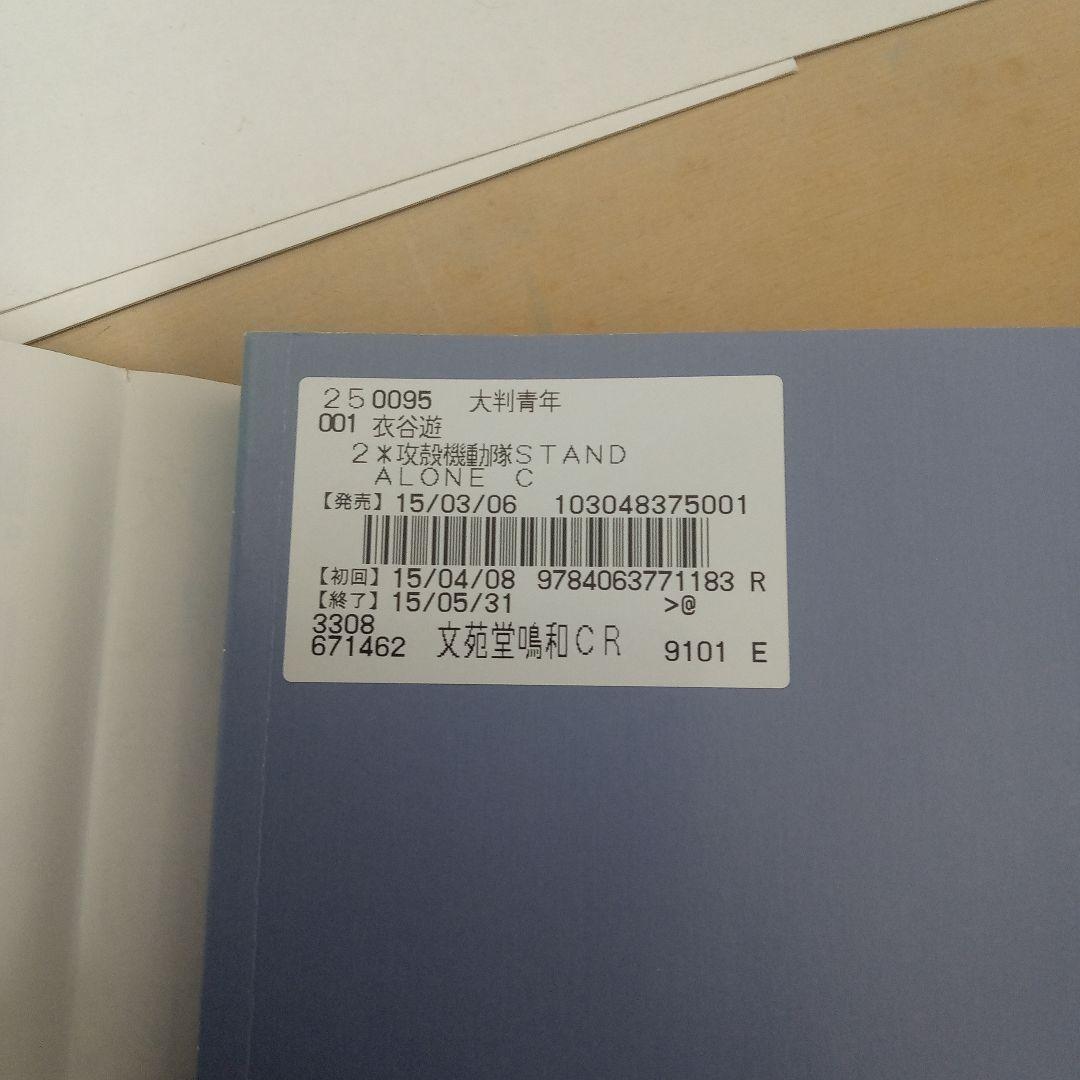 ２５0095 大判青年
001 衣谷遊
２＊攻殻機動隊ＳＴＡＮＤ
ＡＬＯＮＥ Ｃ
【発売】15/03/06 103048375001
【初回】15/04/08 9784063771183 R
【終了】15/05/31 >@
3308
671462 文苑堂鳴和ＣＲ 9101 E